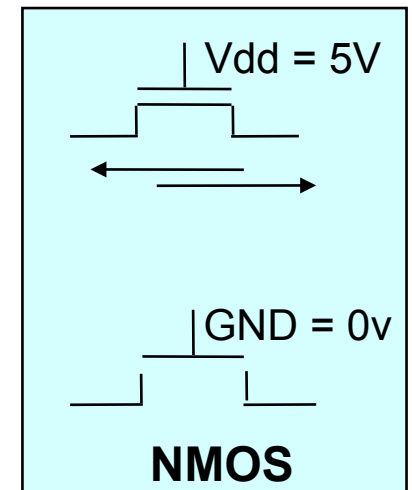 Vdd = 5V
GND = 0v
NMOS